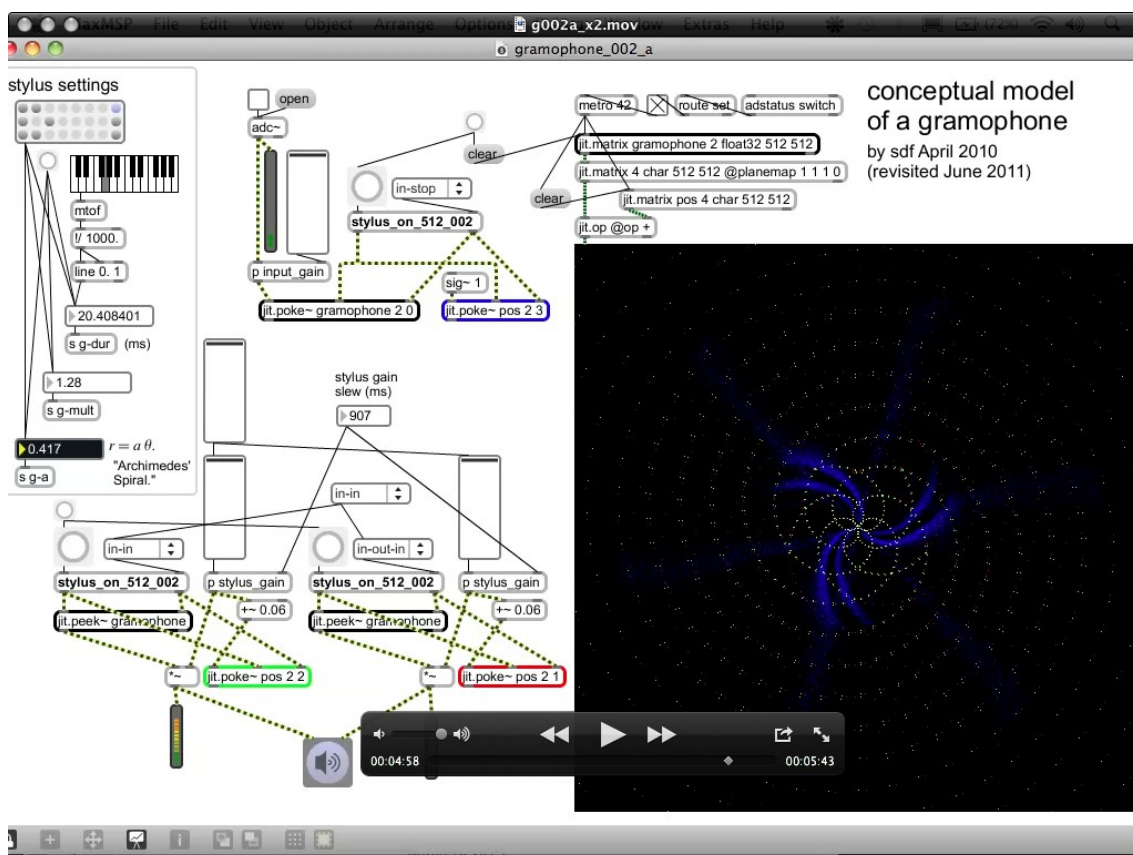 MaxMSP File Edit View Object Arrange Options Window Extras Help (72%)
g002a_x2.mov
gramophone_002_a
stylus settings
mtof
!/ 1000.
line 0. 1
20.408401
s g-dur (ms)
1.28
s g-mult
0.417
r = a θ.
"Archimedes'
Spiral."
s g-a
open
adc~
clear
in-stop
stylus_on_512_002
p input_gain
sig~ 1
jit.poke~ gramophone 2 0
jit.poke~ pos 2 3
metro 42
route set
adstatus switch
jit.matrix gramophone 2 float32 512 512
jit.matrix 4 char 512 512 @planemap 1 1 1 0
clear
jit.matrix pos 4 char 512 512
jit.op @op +
conceptual model
of a gramophone
by sdf April 2010
(revisited June 2011)
stylus gain
slew (ms)
907
in-in
in-in
in-out-in
stylus_on_512_002
p stylus_gain
stylus_on_512_002
p stylus_gain
+~ 0.06
+~ 0.06
jit.peek~ gramophone
jit.peek~ gramophone
*~
jit.poke~ pos 2 2
*~
jit.poke~ pos 2 1
00:04:58
00:05:43